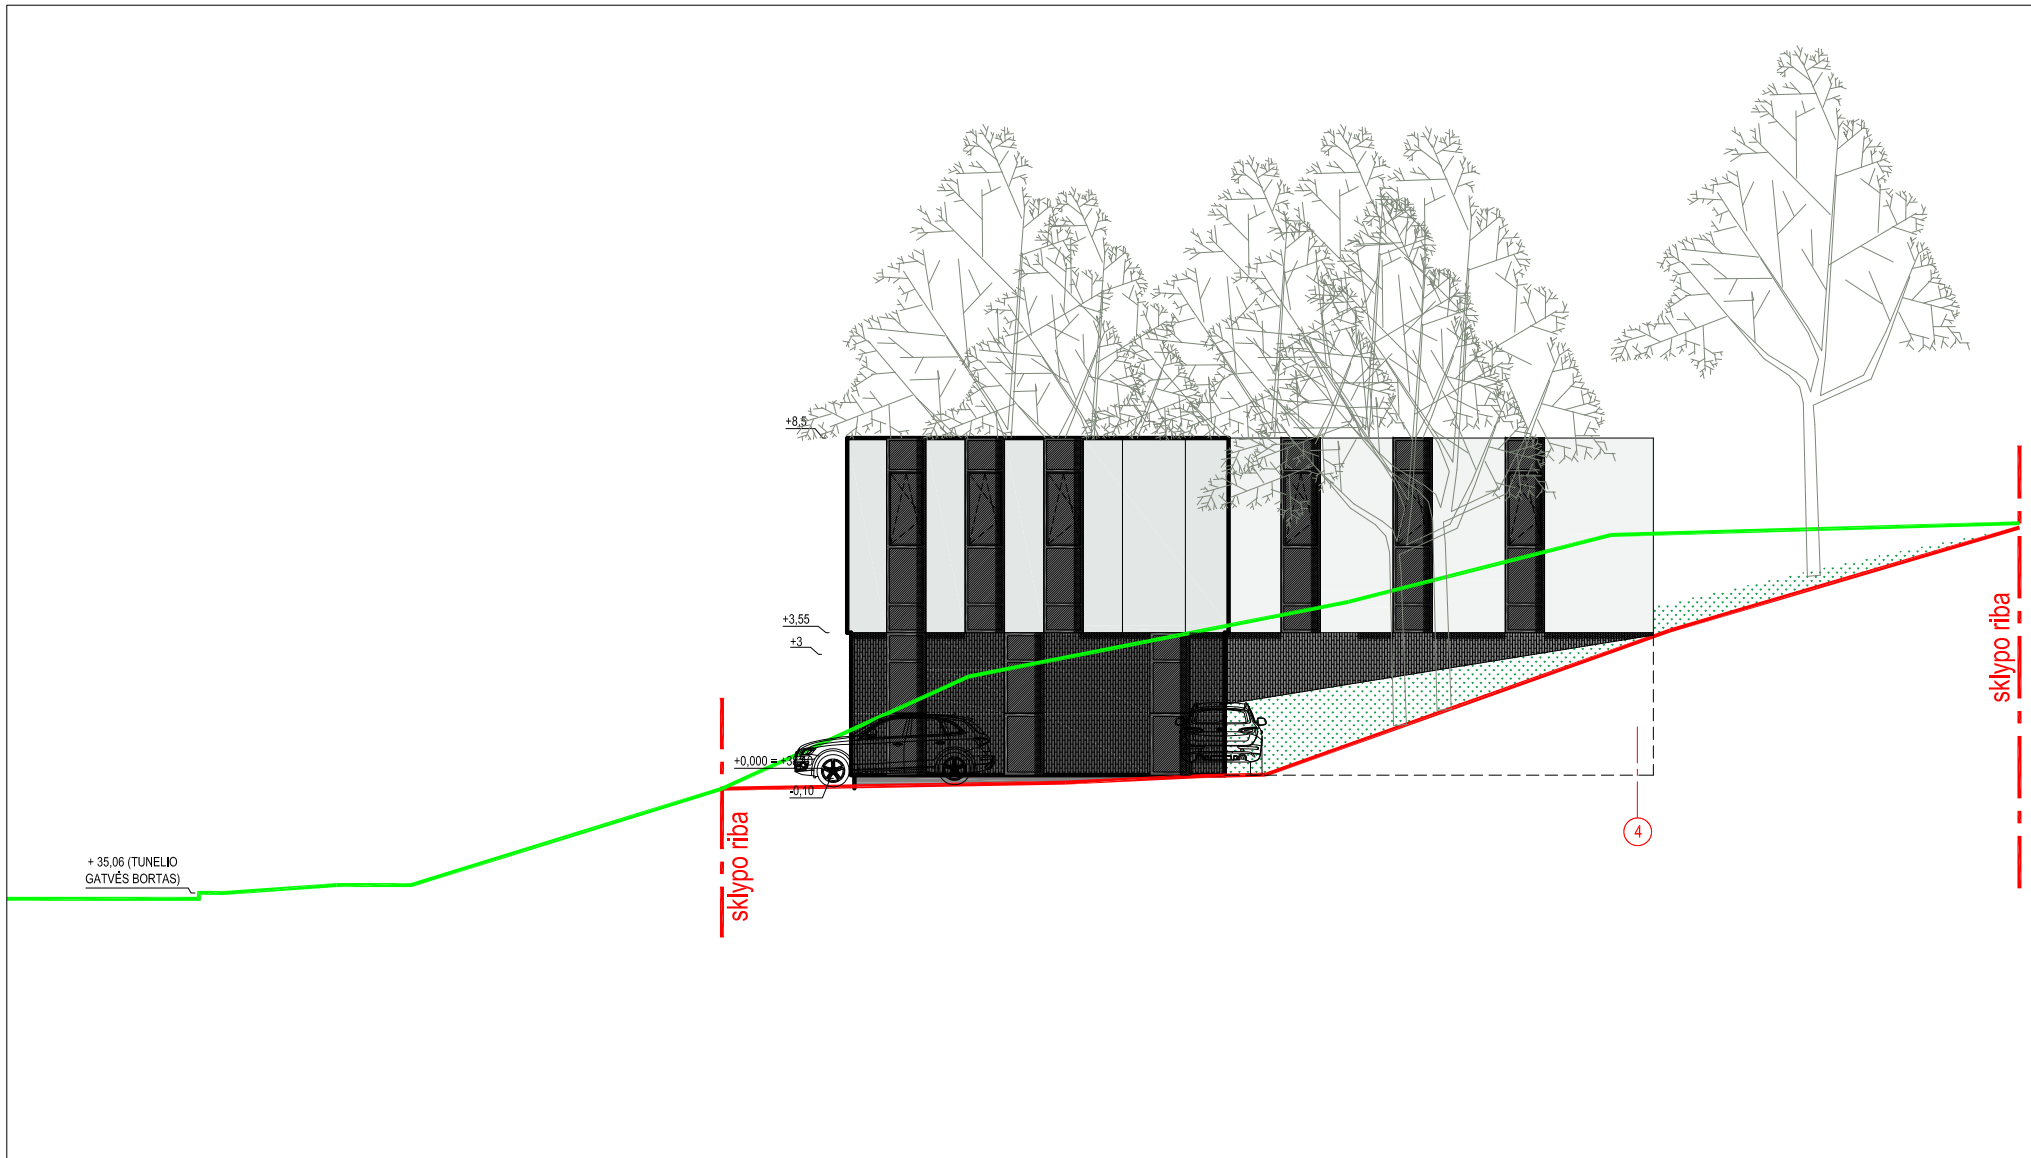 +8,5
+3,55
+3
sklypo riba
+0,000 =
-0,10
sklypo riba
4
+ 35,06 (TUNELIO
GATVĖS BORTAS)